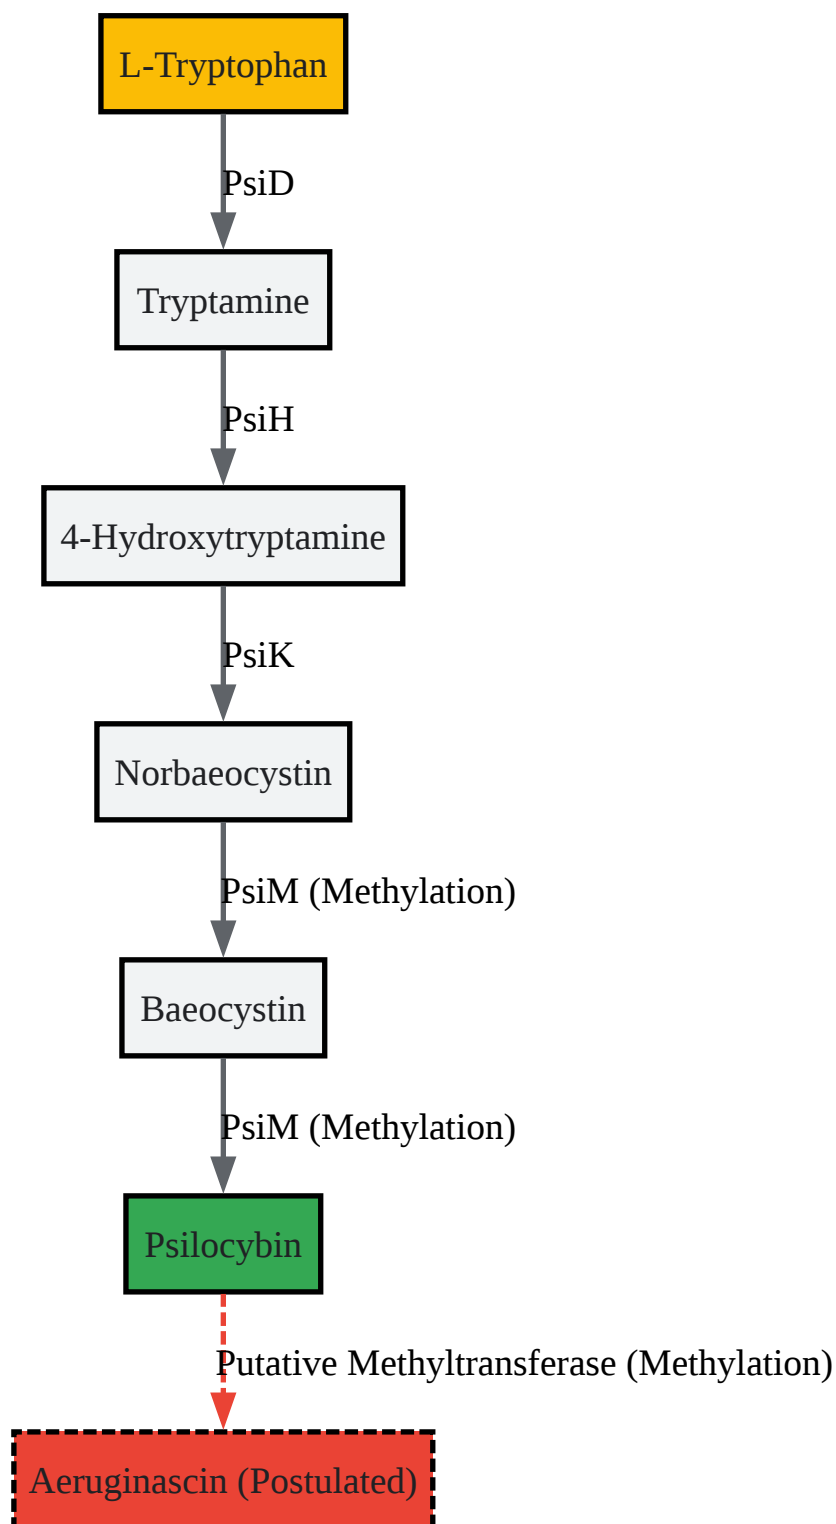 L-Tryptophan
PsiD
Tryptamine
PsiH
4-Hydroxytryptamine
PsiK
Norbaeocystin
PsiM (Methylation)
Baeocystin
PsiM (Methylation)
Psilocybin
Putative Methyltransferase (Methylation)
Aeruginascin (Postulated)